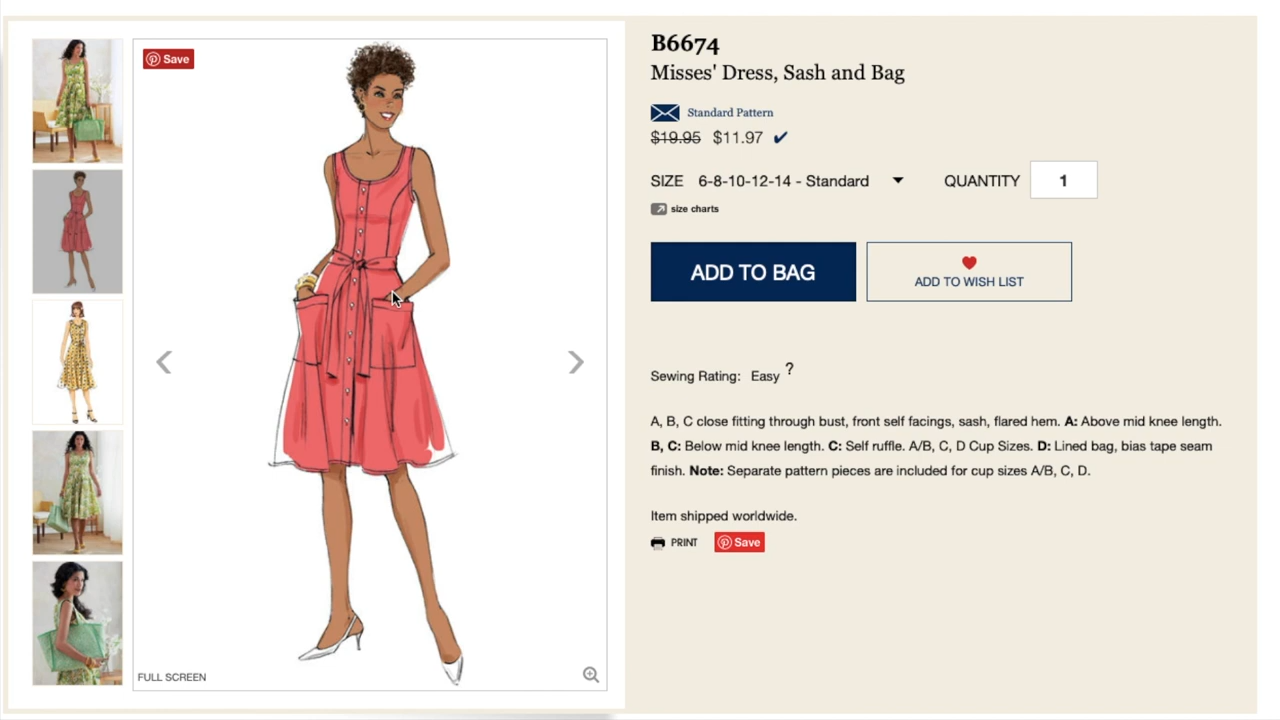 Save
FULL SCREEN
B6674
Misses' Dress, Sash and Bag
Standard Pattern
$19.95 $11.97 ✔
SIZE 6-8-10-12-14 - Standard QUANTITY 1
size charts
ADD TO BAG
ADD TO WISH LIST
Sewing Rating: Easy ?
A, B, C close fitting through bust, front self facings, sash, flared hem. A: Above mid knee length.
B, C: Below mid knee length. C: Self ruffle. A/B, C, D Cup Sizes. D: Lined bag, bias tape seam
finish. Note: Separate pattern pieces are included for cup sizes A/B, C, D.
Item shipped worldwide.
PRINT Save